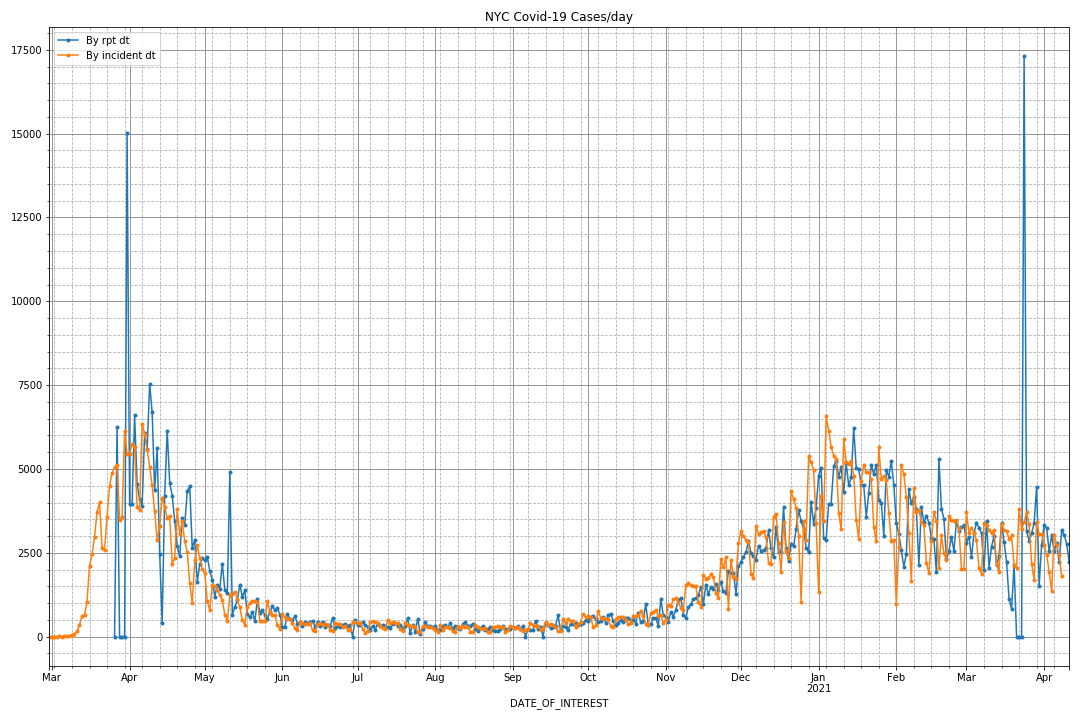 NYC Covid-19 Cases/day
By rpt dt
By incident dt
17500
15000
12500
10000
7500
5000
2500
0
Mar Apr May Jun Jul Aug Sep Oct Nov Dec Jan Feb Mar Apr
2021
DATE_OF_INTEREST